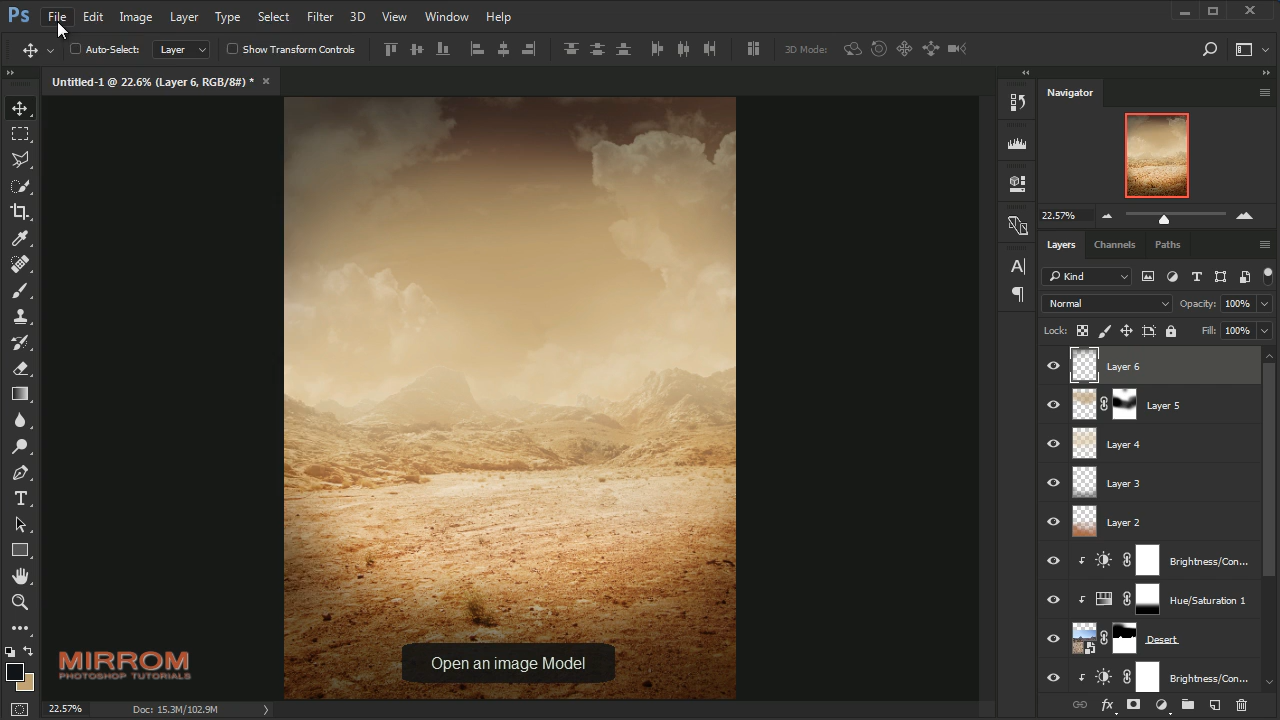 Ps File Edit Image Layer Type Select Filter 3D View Window Help
Auto-Select: Layer Show Transform Controls 3D Mode:
Untitled-1 @ 22.6% (Layer 6, RGB/8#) *
Navigator
22.57%
Layers Channels Paths
Kind
Normal Opacity: 100%
Lock: Fill: 100%
Layer 6
Layer 5
Layer 4
Layer 3
Layer 2
Brightness/Con...
Hue/Saturation 1
Desert
Brightness/Con...
Open an image Model
MIRROM
PHOTOSHOP TUTORIALS
22.57% Doc: 15.3M/102.9M